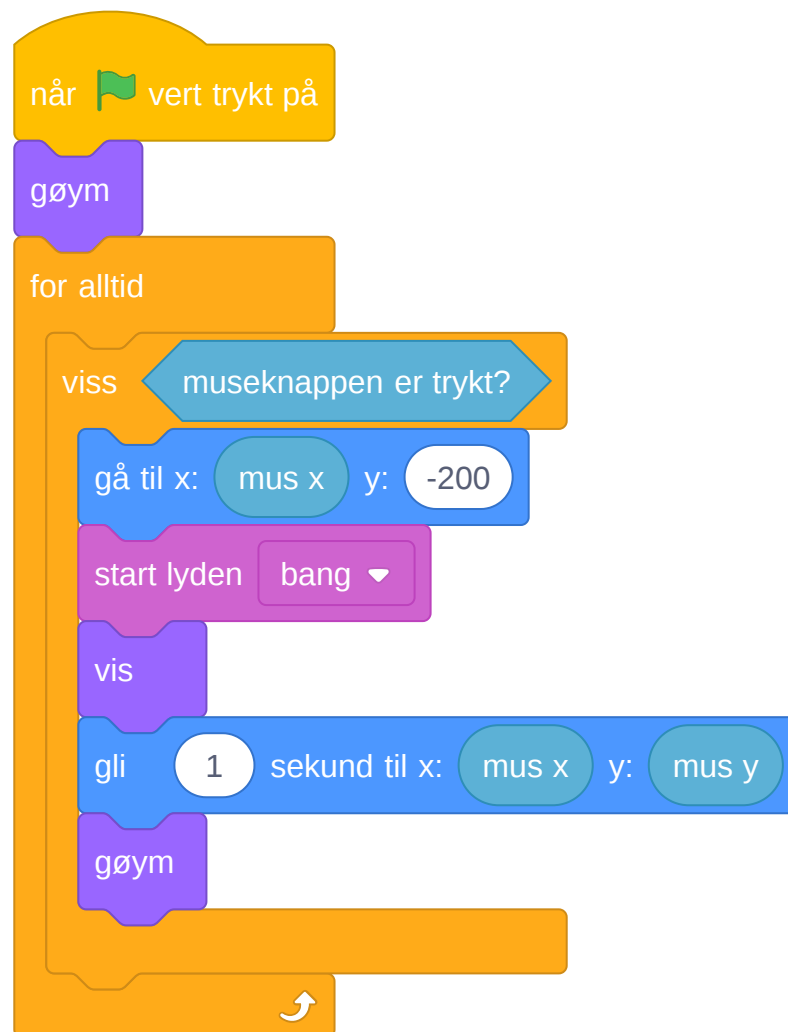 når vert trykt på
gøym
for alltid
viss museknappen er trykt?
gå til x: mus x y: -200
start lyden bang
vis
gli 1 sekund til x: mus x y: mus y
gøym